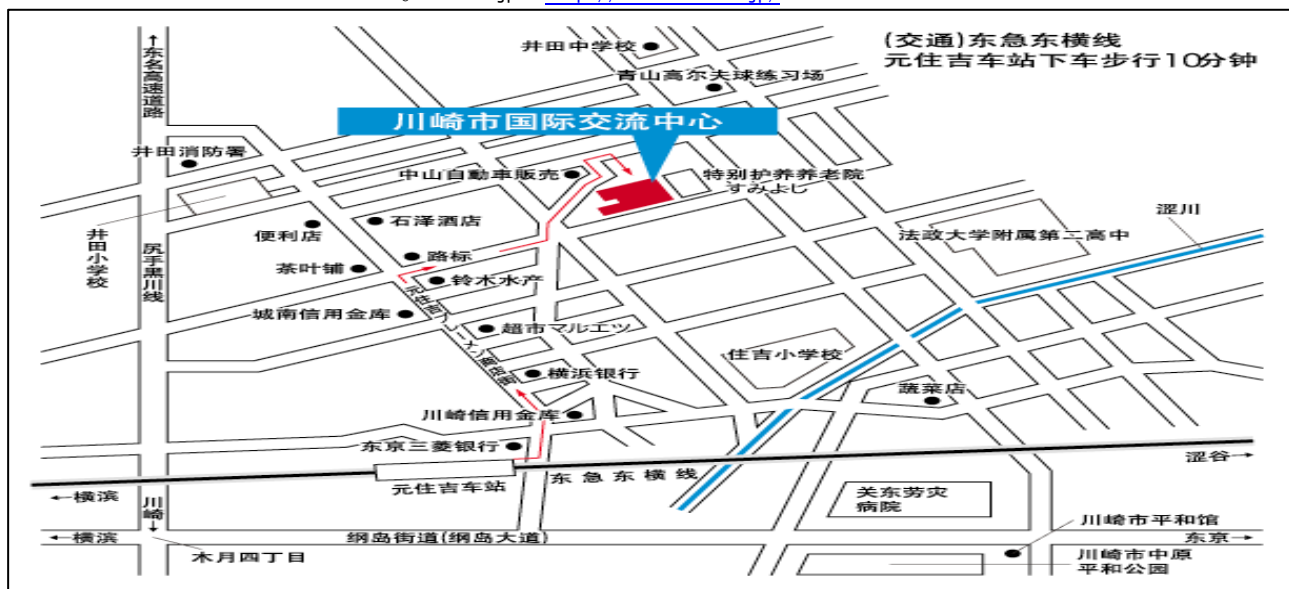 (交通)东急东横线
元住吉车站下车步行10分钟
井田中学校
青山高尔夫球练习场
川崎市国际交流中心
↑东名高速道路
井田消防署
中山自動車販売
特别护养养老院
すみよし
涩川
石泽酒店
便利店
法政大学附属第二高中
井田小学校
尻手黑川线
路标
茶叶铺
铃木水产
城南信用金库
超市マルエツ
住吉小学校
横浜银行
蔬菜店
川崎信用金库
东京三菱银行
东急东横线
涩谷→
元住吉车站
←横滨
川崎↓
关东劳灾
病院
川崎市平和馆
←横滨
纲岛街道(纲岛大道)
东京→
木月四丁目
川崎市中原
平和公园